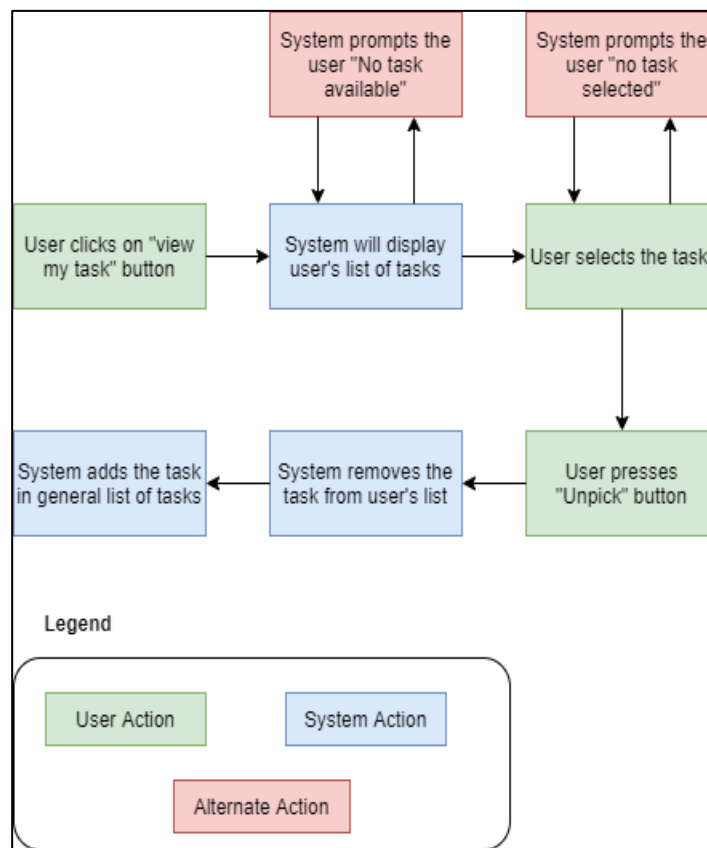 System prompts the
user "No task
available"
System prompts the
user "no task
selected"
User clicks on "view
my task" button
System will display
user's list of tasks
User selects the task
System adds the task
in general list of tasks
System removes the
task from user's list
User presses
"Unpick" button
Legend
User Action
System Action
Alternate Action